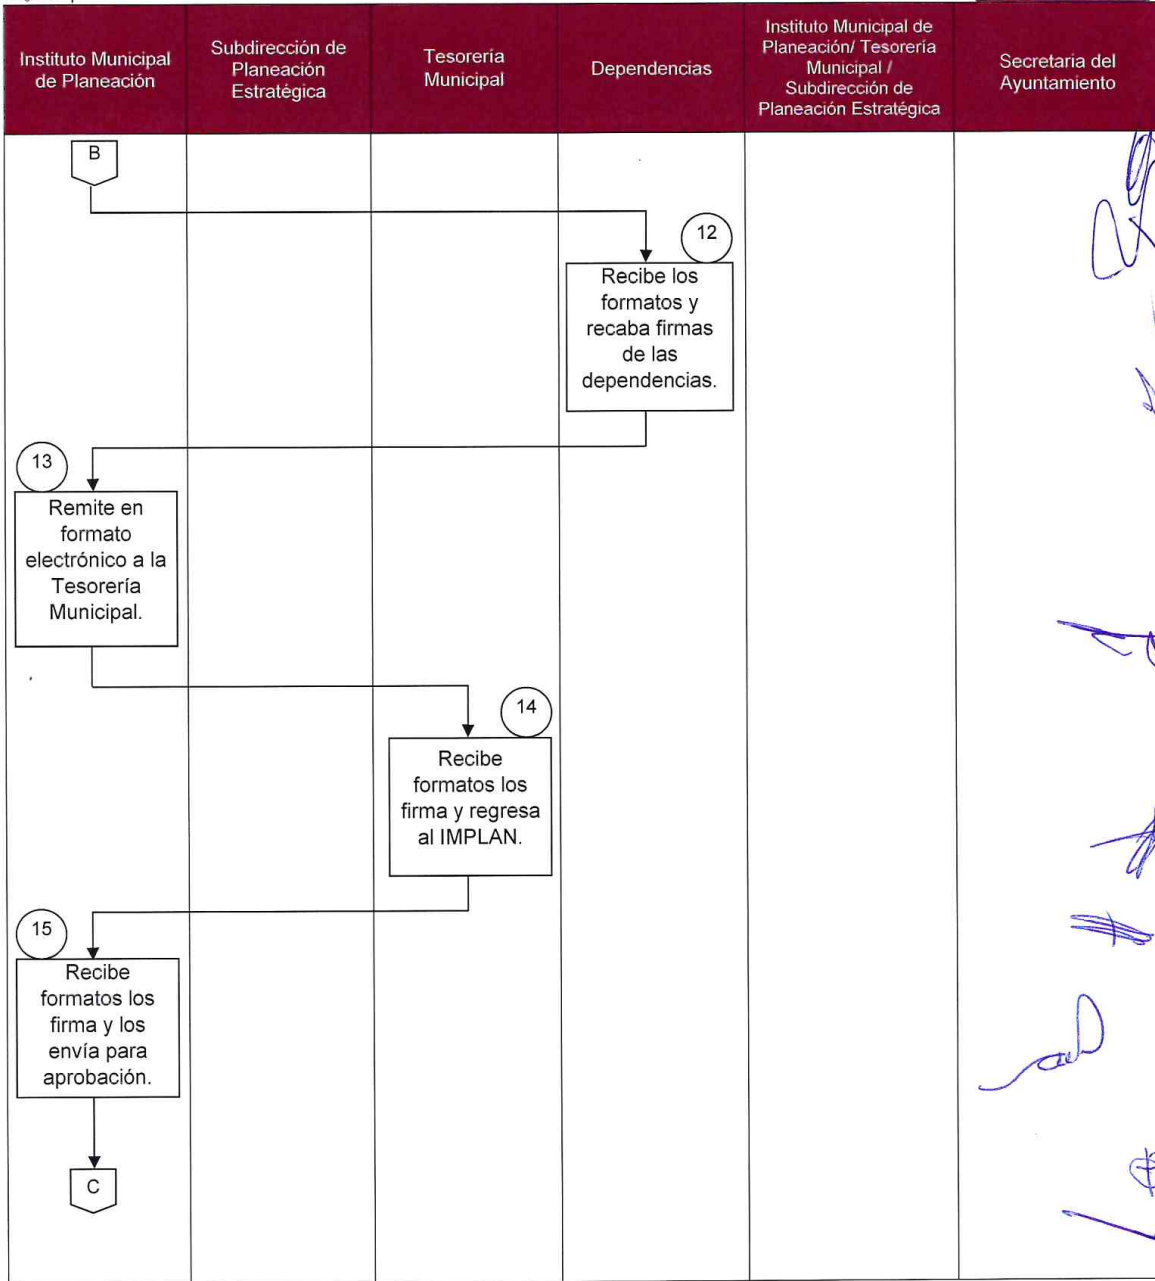 Instituto Municipal
de Planeación
Subdirección de
Planeación
Estratégica
Tesorería
Municipal
Dependencias
Instituto Municipal de
Planeación/ Tesorería
Municipal /
Subdirección de
Planeación Estratégica
Secretaria del
Ayuntamiento
B
12
Recibe los
formatos y
recaba firmas
de las
dependencias.
13
Remite en
formato
electrónico a la
Tesorería
Municipal.
14
Recibe
formatos los
firma y regresa
al IMPLAN.
15
Recibe
formatos los
firma y los
envía para
aprobación.
C